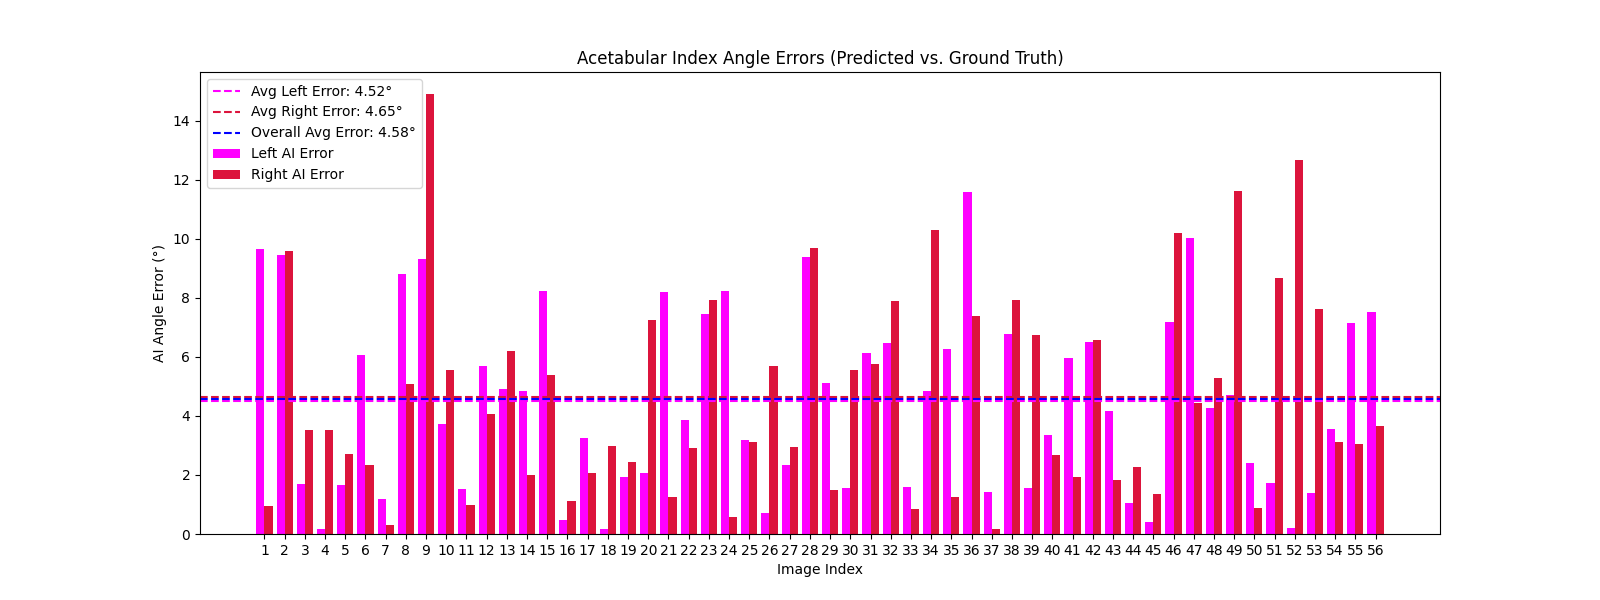 Acetabular Index Angle Errors (Predicted vs. Ground Truth)
Avg Left Error: 4.52°
Avg Right Error: 4.65°
Overall Avg Error: 4.58°
Left AI Error
Right AI Error
AI Angle Error (°)
14
12
10
8
6
4
2
0
1 2 3 4 5 6 7 8 9 10 11 12 13 14 15 16 17 18 19 20 21 22 23 24 25 26 27 28 29 30 31 32 33 34 35 36 37 38 39 40 41 42 43 44 45 46 47 48 49 50 51 52 53 54 55 56
Image Index